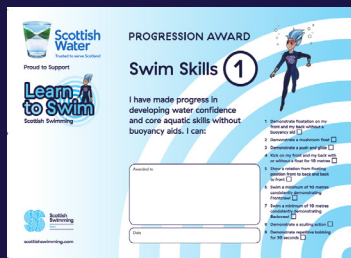 Scottish
Water
Trusted to serve Scotland
Proud to Support
Learn
to Swim
Scottish Swimming
Scottish
Swimming
scottishswimming.com
PROGRESSION AWARD
Swim Skills 1
I have made progress in
developing water confidence
and core aquatic skills without
buoyancy aids. I can:
Awarded to
Date
1 Demonstrate floatation on my
front and my back without a
buoyancy aid
2 Demonstrate a mushroom float
3 Demonstrate a push and glide
4 Kick on my front and my back with
or without a float for 10 metres
5 Show a rotation from floating
position front to back and back
to front
6 Swim a minimum of 10 metres
consistently demonstrating
Frontcrawl
7 Swim a minimum of 10 metres
consistently demonstrating
Backcrawl
8 Demonstrate a sculling action
9 Demonstrate repetitive bobbing
for 30 seconds